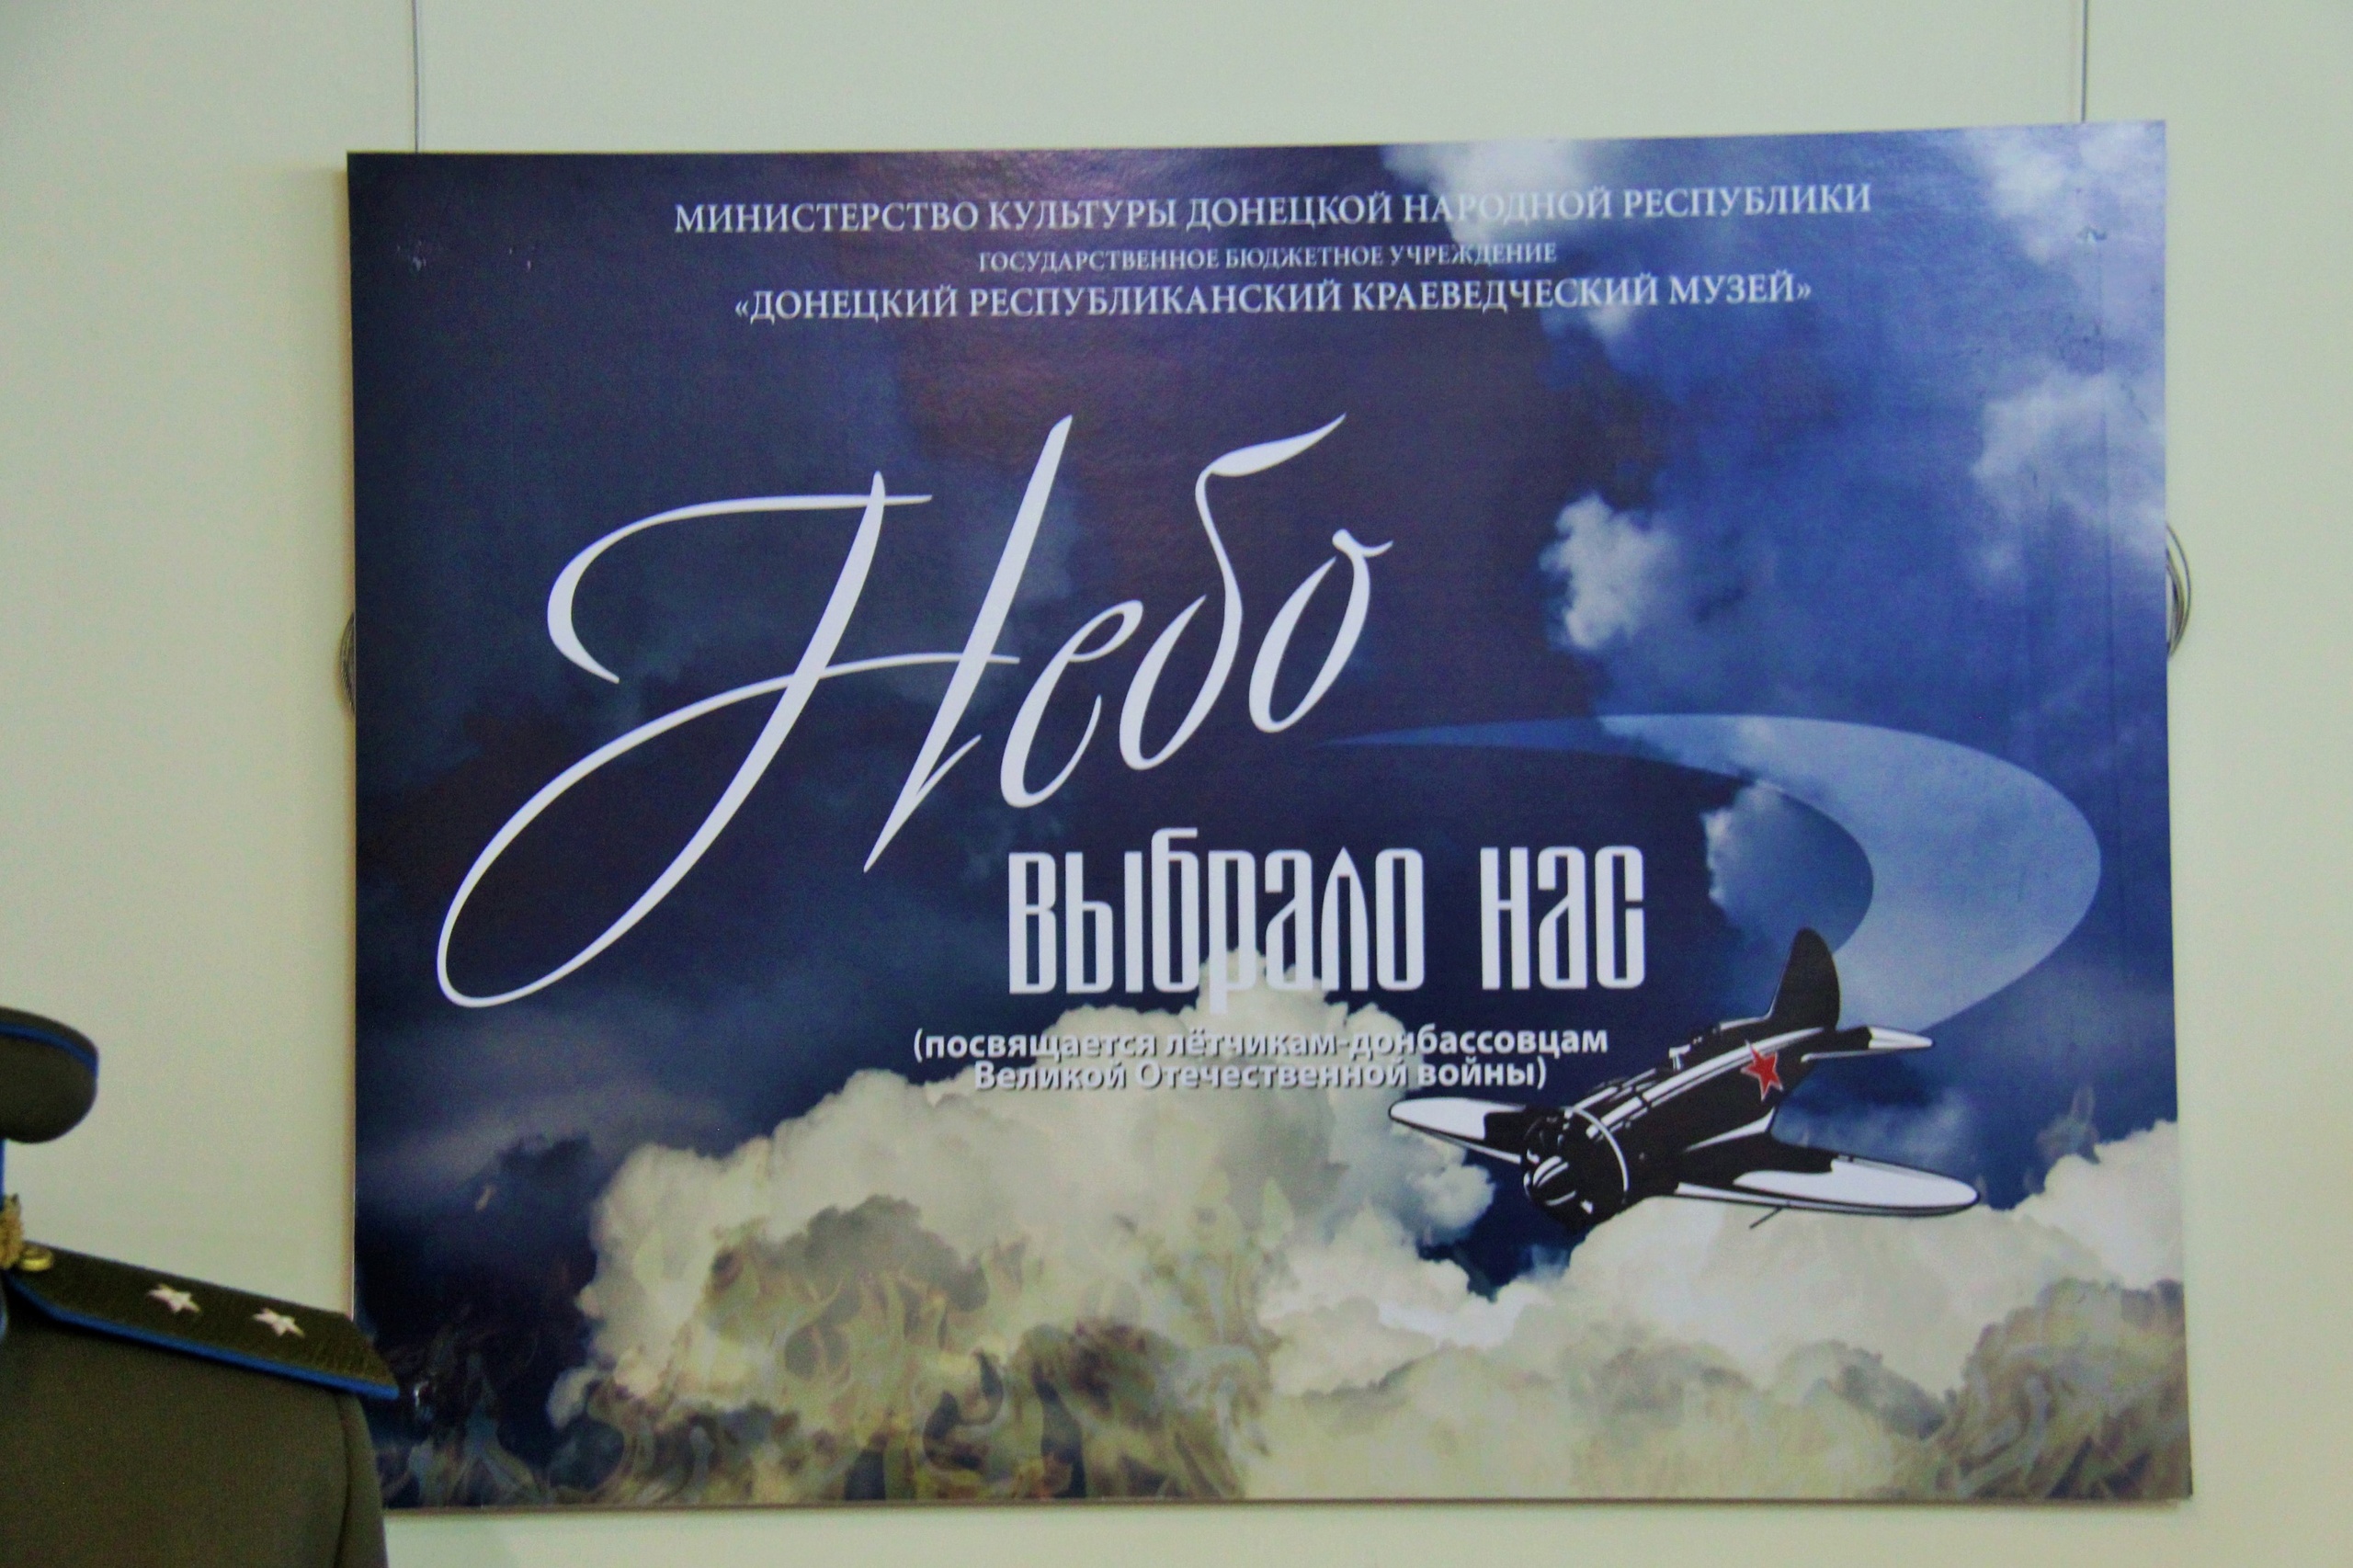 МИНИСТЕРСТВО КУЛЬТУРЫ ДОНЕЦКОЙ НАРОДНОЙ РЕСПУБЛИКИ
ГОСУДАРСТВЕННОЕ БЮДЖЕТНОЕ УЧРЕЖДЕНИЕ
«ДОНЕЦКИЙ РЕСПУБЛИКАНСКИЙ КРАЕВЕДЧЕСКИЙ МУЗЕЙ»
Небо
выбрало нас
(посвящается лётчикам-донбассовцам
Великой Отечественной войны)